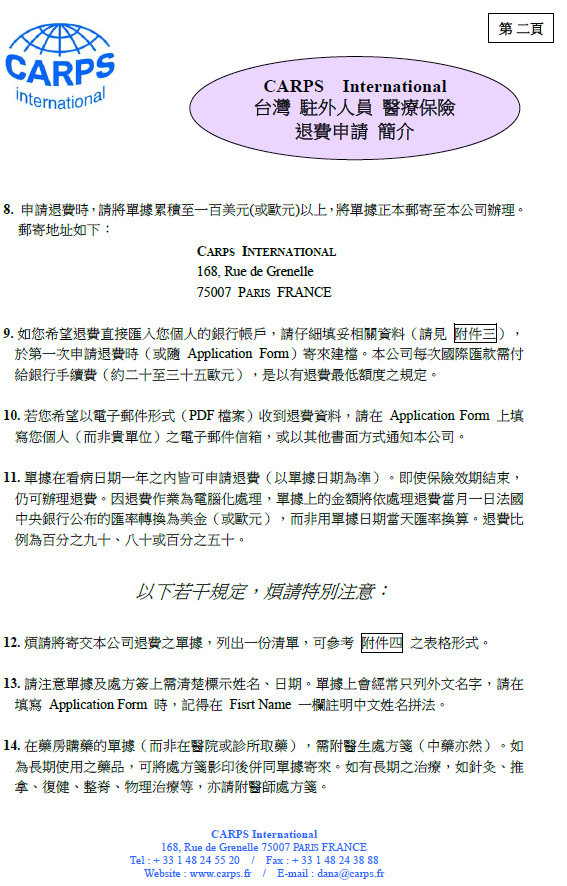 CARPS
international
第 二 頁
CARPS International
台灣 駐外人員 醫療保險
退費申請 簡介
8. 申請退費時，請將單據累積至一百美元(或歐元)以上，將單據正本郵寄至本公司辦理。
郵寄地址如下：
CARPS INTERNATIONAL
168, Rue de Grenelle
75007 PARIS FRANCE
9. 如您希望退費直接匯入您個人的銀行帳戶，請仔細填妥相關資料（請見 附件三），
於第一次申請退費時（或隨 Application Form）寄來建檔。本公司每次國際匯款需付
給銀行手續費（約二十至三十五歐元），是以有退費最低額度之規定。
10. 若您希望以電子郵件形式（PDF 檔案）收到退費資料，請在 Application Form 上填
寫您個人（而非貴單位）之電子郵件信箱，或以其他書面方式通知本公司。
11. 單據在看病日期一年之內皆可申請退費（以單據日期為準）。即使保險效期結束，
仍可辦理退費。因退費作業為電腦化處理，單據上的金額將依處理退費當月一日法國
中央銀行公布的匯率轉換為美金（或歐元），而非用單據日期當天匯率換算。退費比
例為百分之九十、八十或百分之五十。
以下若干規定，煩請特別注意：
12. 煩請將寄交本公司退費之單據，列出一份清單，可參考 附件四 之表格形式。
13. 請注意單據及處方簽上需清楚標示姓名、日期。單據上會經常只列外文名字，請在
填寫 Application Form 時，記得在 Fisrt Name 一欄註明中文姓名拼法。
14. 在藥房購藥的單據（而非在醫院或診所取藥），需附醫生處方箋（中藥亦然）。如
為長期使用之藥品，可將處方箋影印後併同單據寄來。如有長期之治療，如針灸、推
拿、復健、整脊、物理治療等，亦請附醫師處方箋。
CARPS International
168, Rue de Grenelle 75007 PARIS FRANCE
Tel : + 33 1 48 24 55 20 / Fax : + 33 1 48 24 38 88
Website : www.carps.fr / E-mail : dana@carps.fr